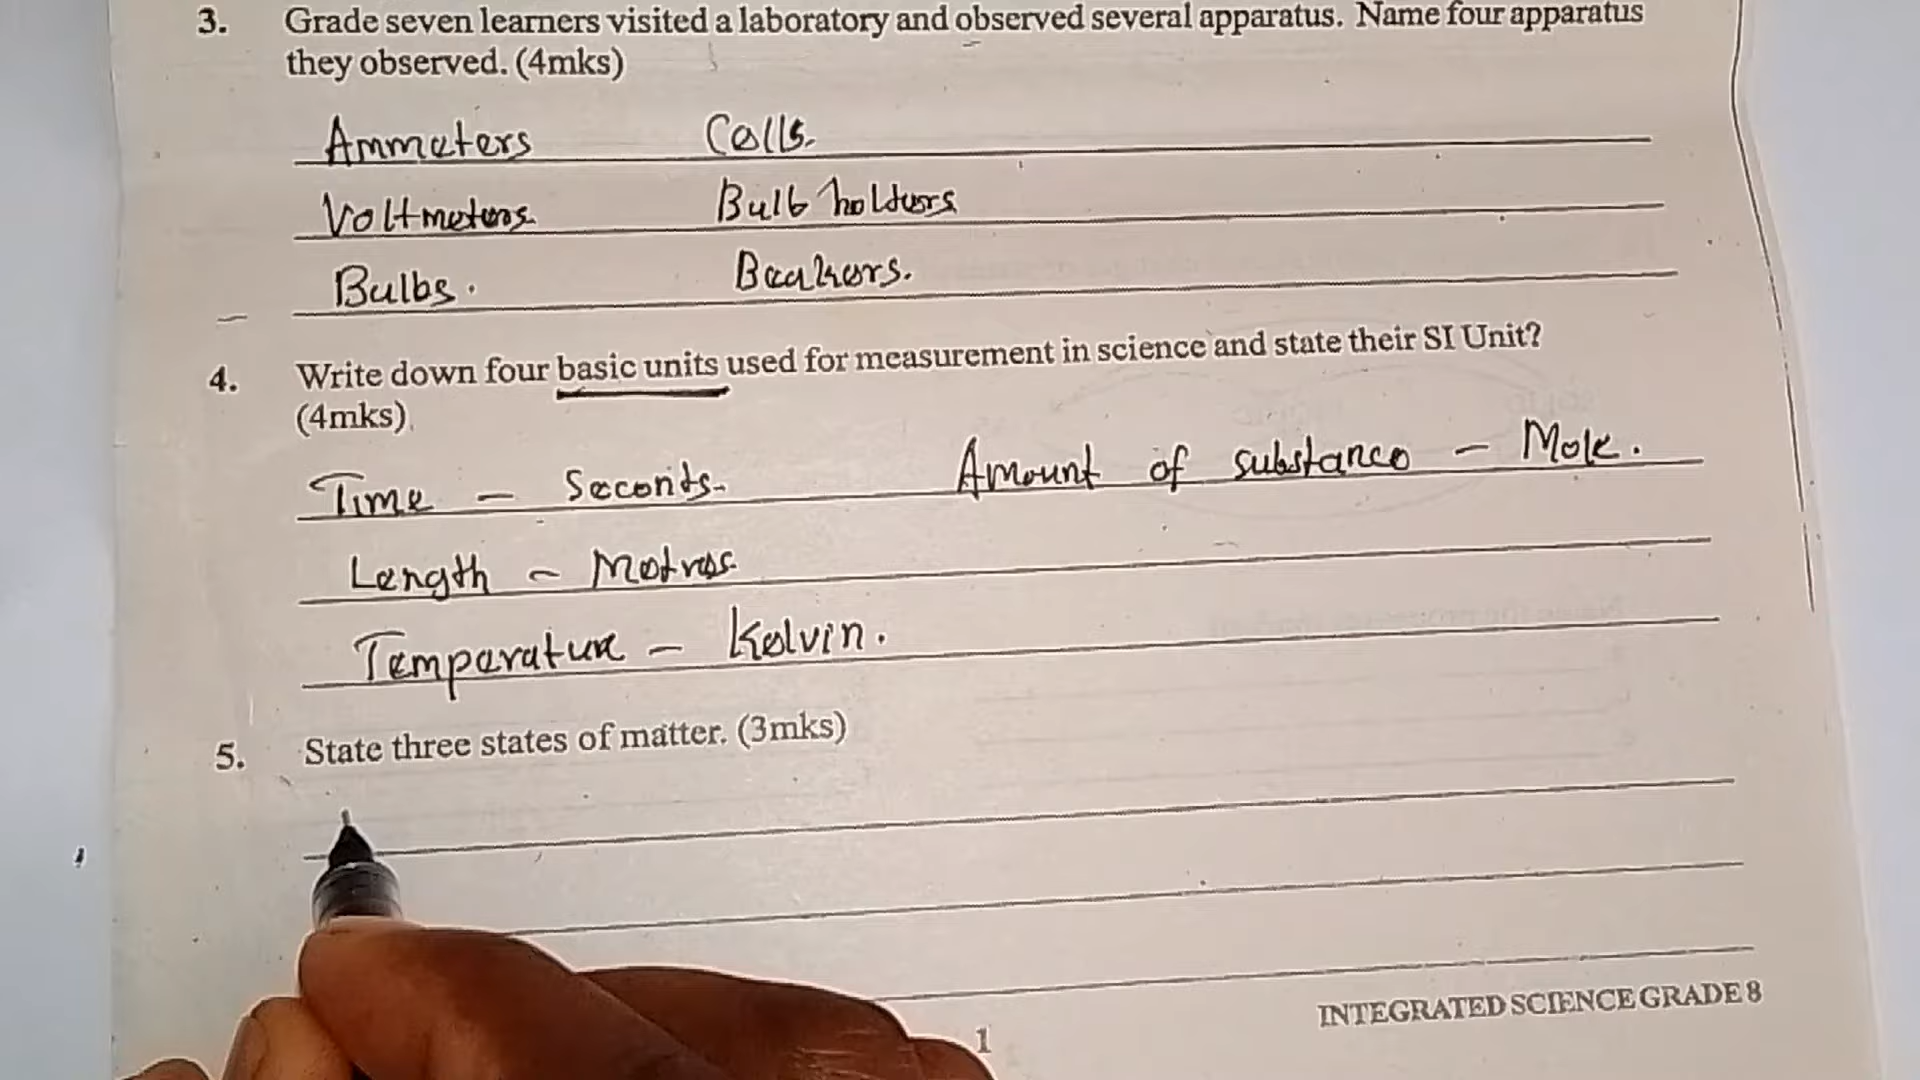 3. Grade seven learners visited a laboratory and observed several apparatus. Name four apparatus
they observed. (4mks)
Ammeters Cells.
Voltmeters. Bulb holders
Bulbs. Beakers.
4. Write down four basic units used for measurement in science and state their SI Unit?
(4mks)
Time - Seconds. Amount of substance - Mole.
Length - Metres.
Temperature - Kelvin.
5. State three states of matter. (3mks)
INTEGRATED SCIENCE GRADE 8
1